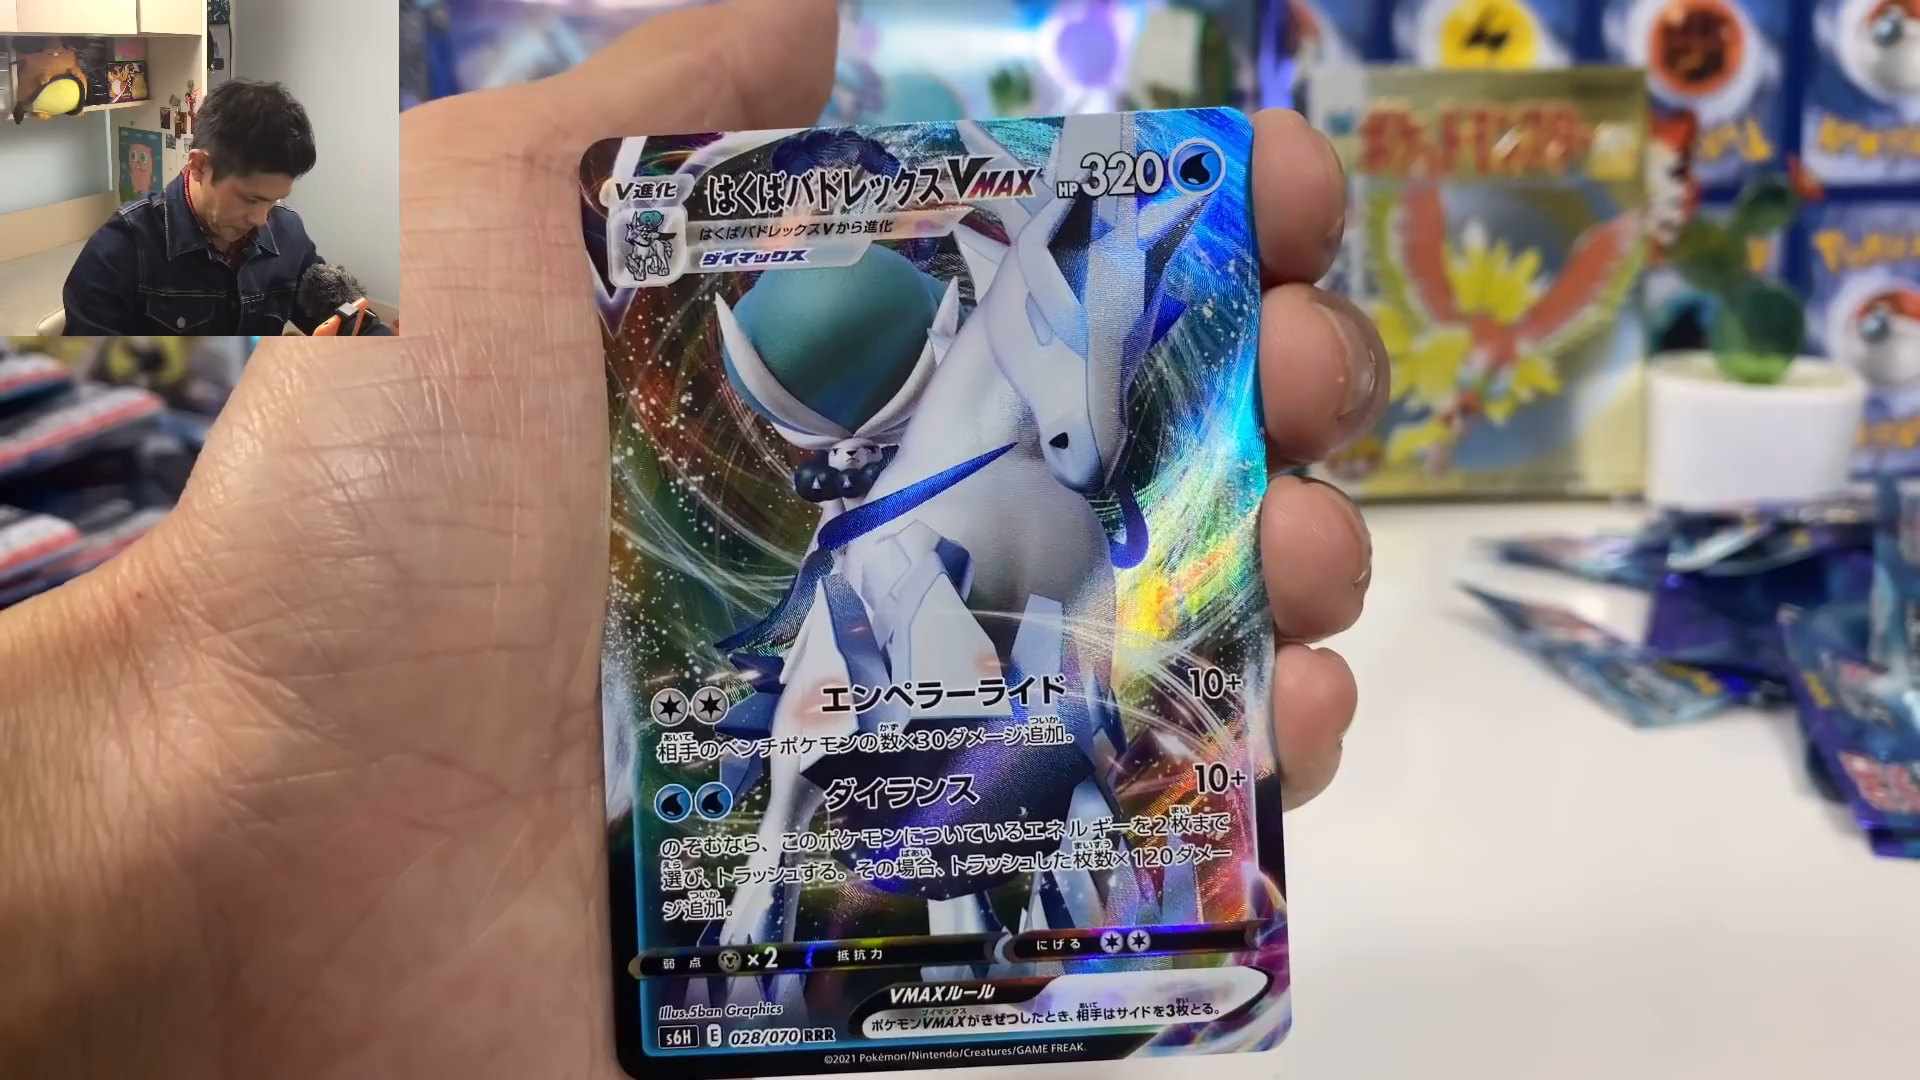 V進化
はくばバドレックスVMAX
HP320
はくばバドレックスVから進化
ダイマックス
エンペラーライド 10+
相手のベンチポケモンの数×30ダメージ追加。
ダイランス 10+
のぞむなら、このポケモンについているエネルギーを2枚まで
選び、トラッシュする。その場合、トラッシュした枚数×120ダメー
ジ追加。
弱点 ×2 抵抗力 にげる
VMAXルール
ポケモンVMAXがきぜつしたとき、相手はサイドを3枚とる。
Illus.5ban Graphics
s6H E 028/070 RRR
©2021 Pokémon/Nintendo/Creatures/GAME FREAK.
ポケットモンスター